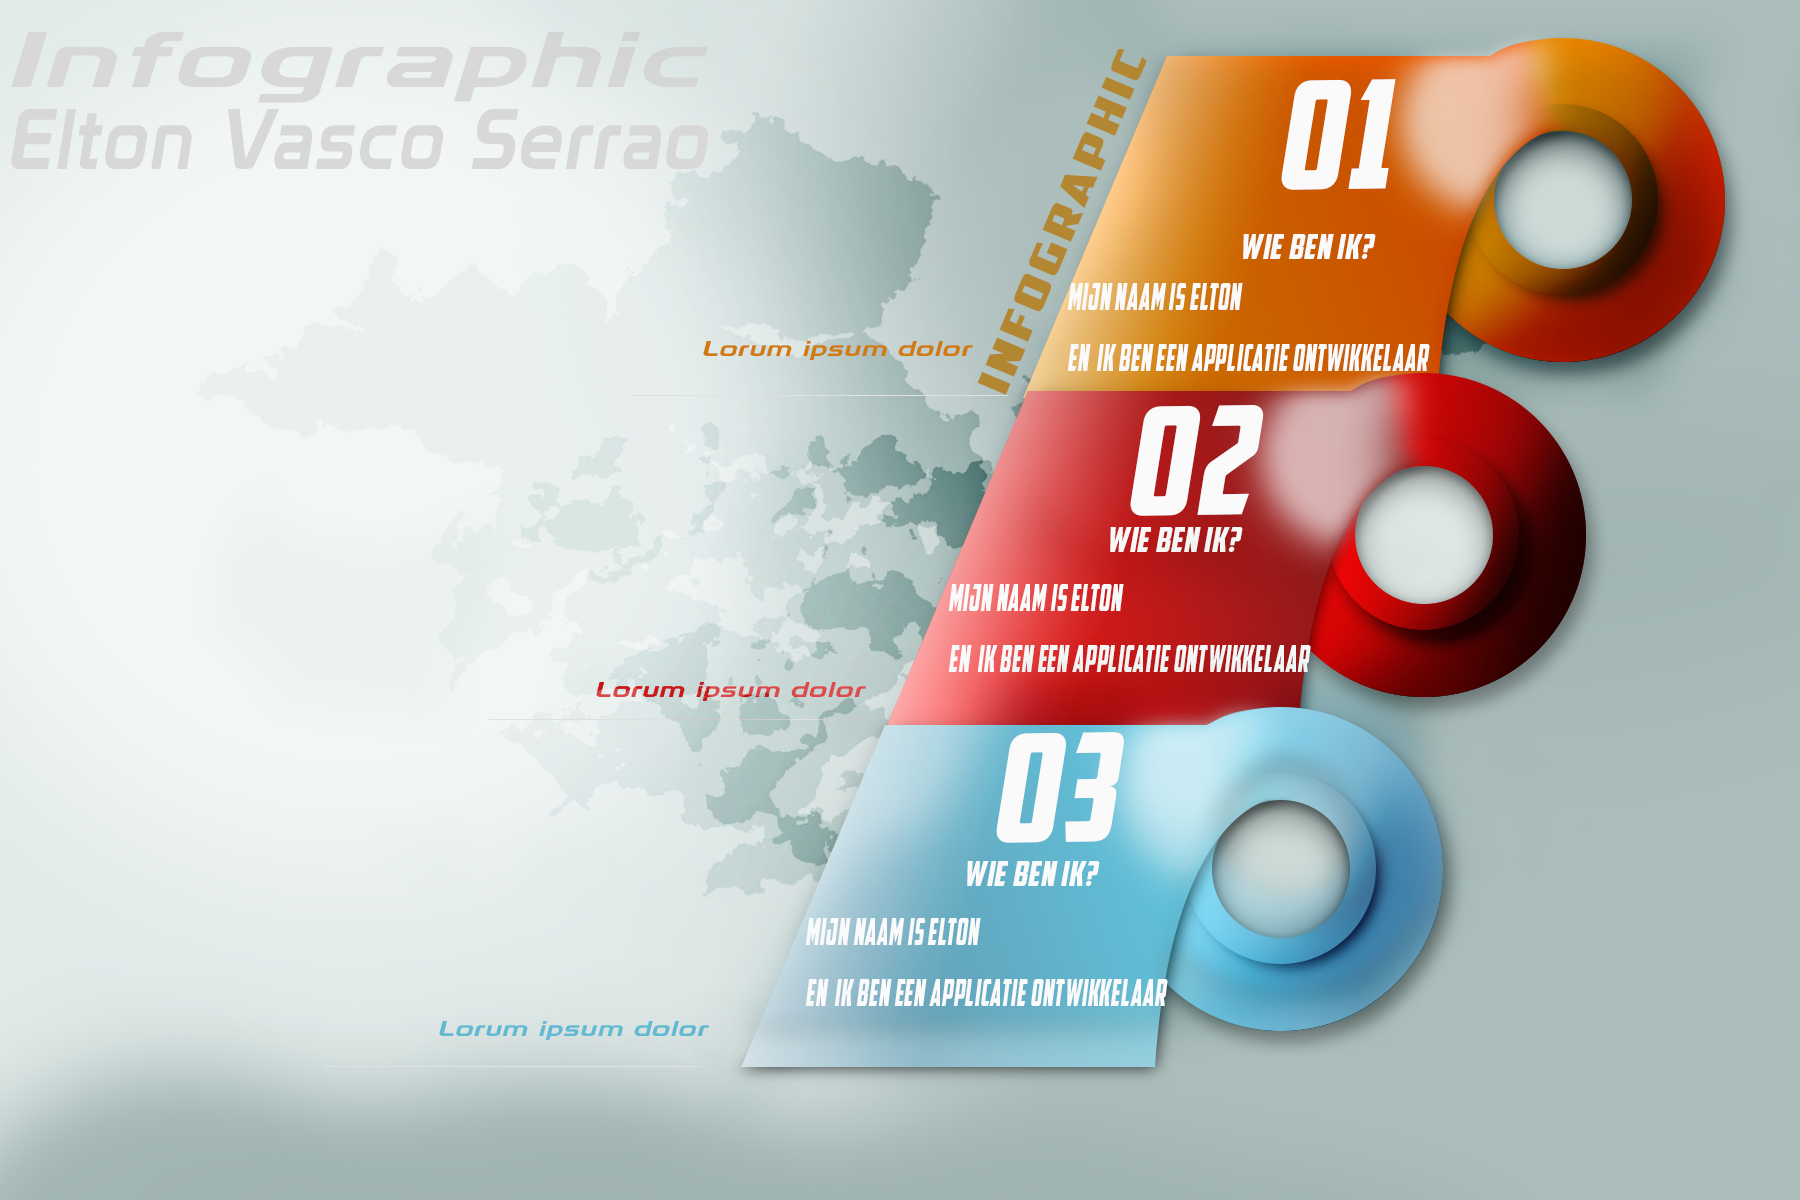 Infographic
Elton Vasco Serrao
INFOGRAPHIC
01
WIE BEN IK?
MIJN NAAM IS ELTON
EN IK BEN EEN APPLICATIE ONTWIKKELAAR
Lorum ipsum dolor
02
WIE BEN IK?
MIJN NAAM IS ELTON
EN IK BEN EEN APPLICATIE ONTWIKKELAAR
Lorum ipsum dolor
03
WIE BEN IK?
MIJN NAAM IS ELTON
EN IK BEN EEN APPLICATIE ONTWIKKELAAR
Lorum ipsum dolor